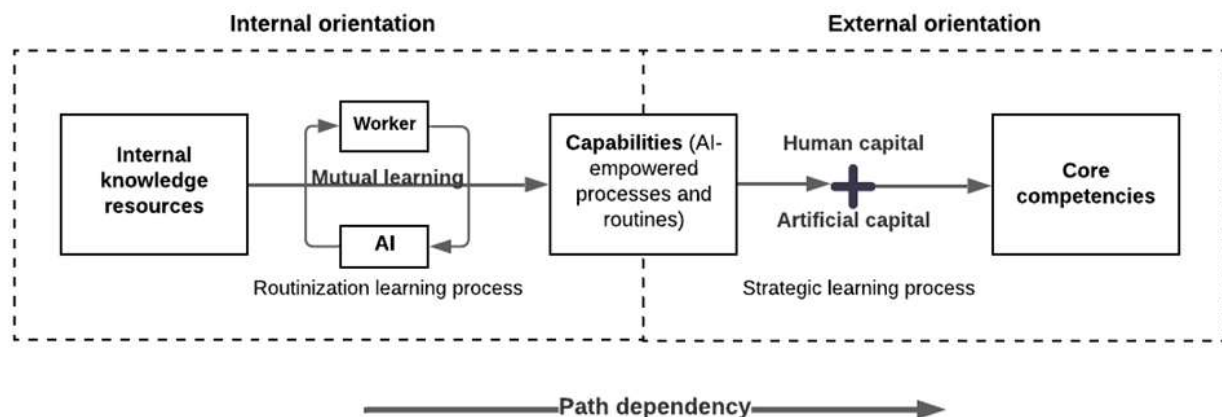 Internal orientation
External orientation
Internal
knowledge
resources
Worker
Mutual learning
AI
Routinization learning process
Capabilities (AI-
empowered
processes and
routines)
Human capital
Artificial capital
Strategic learning process
Core
competencies
Path dependency